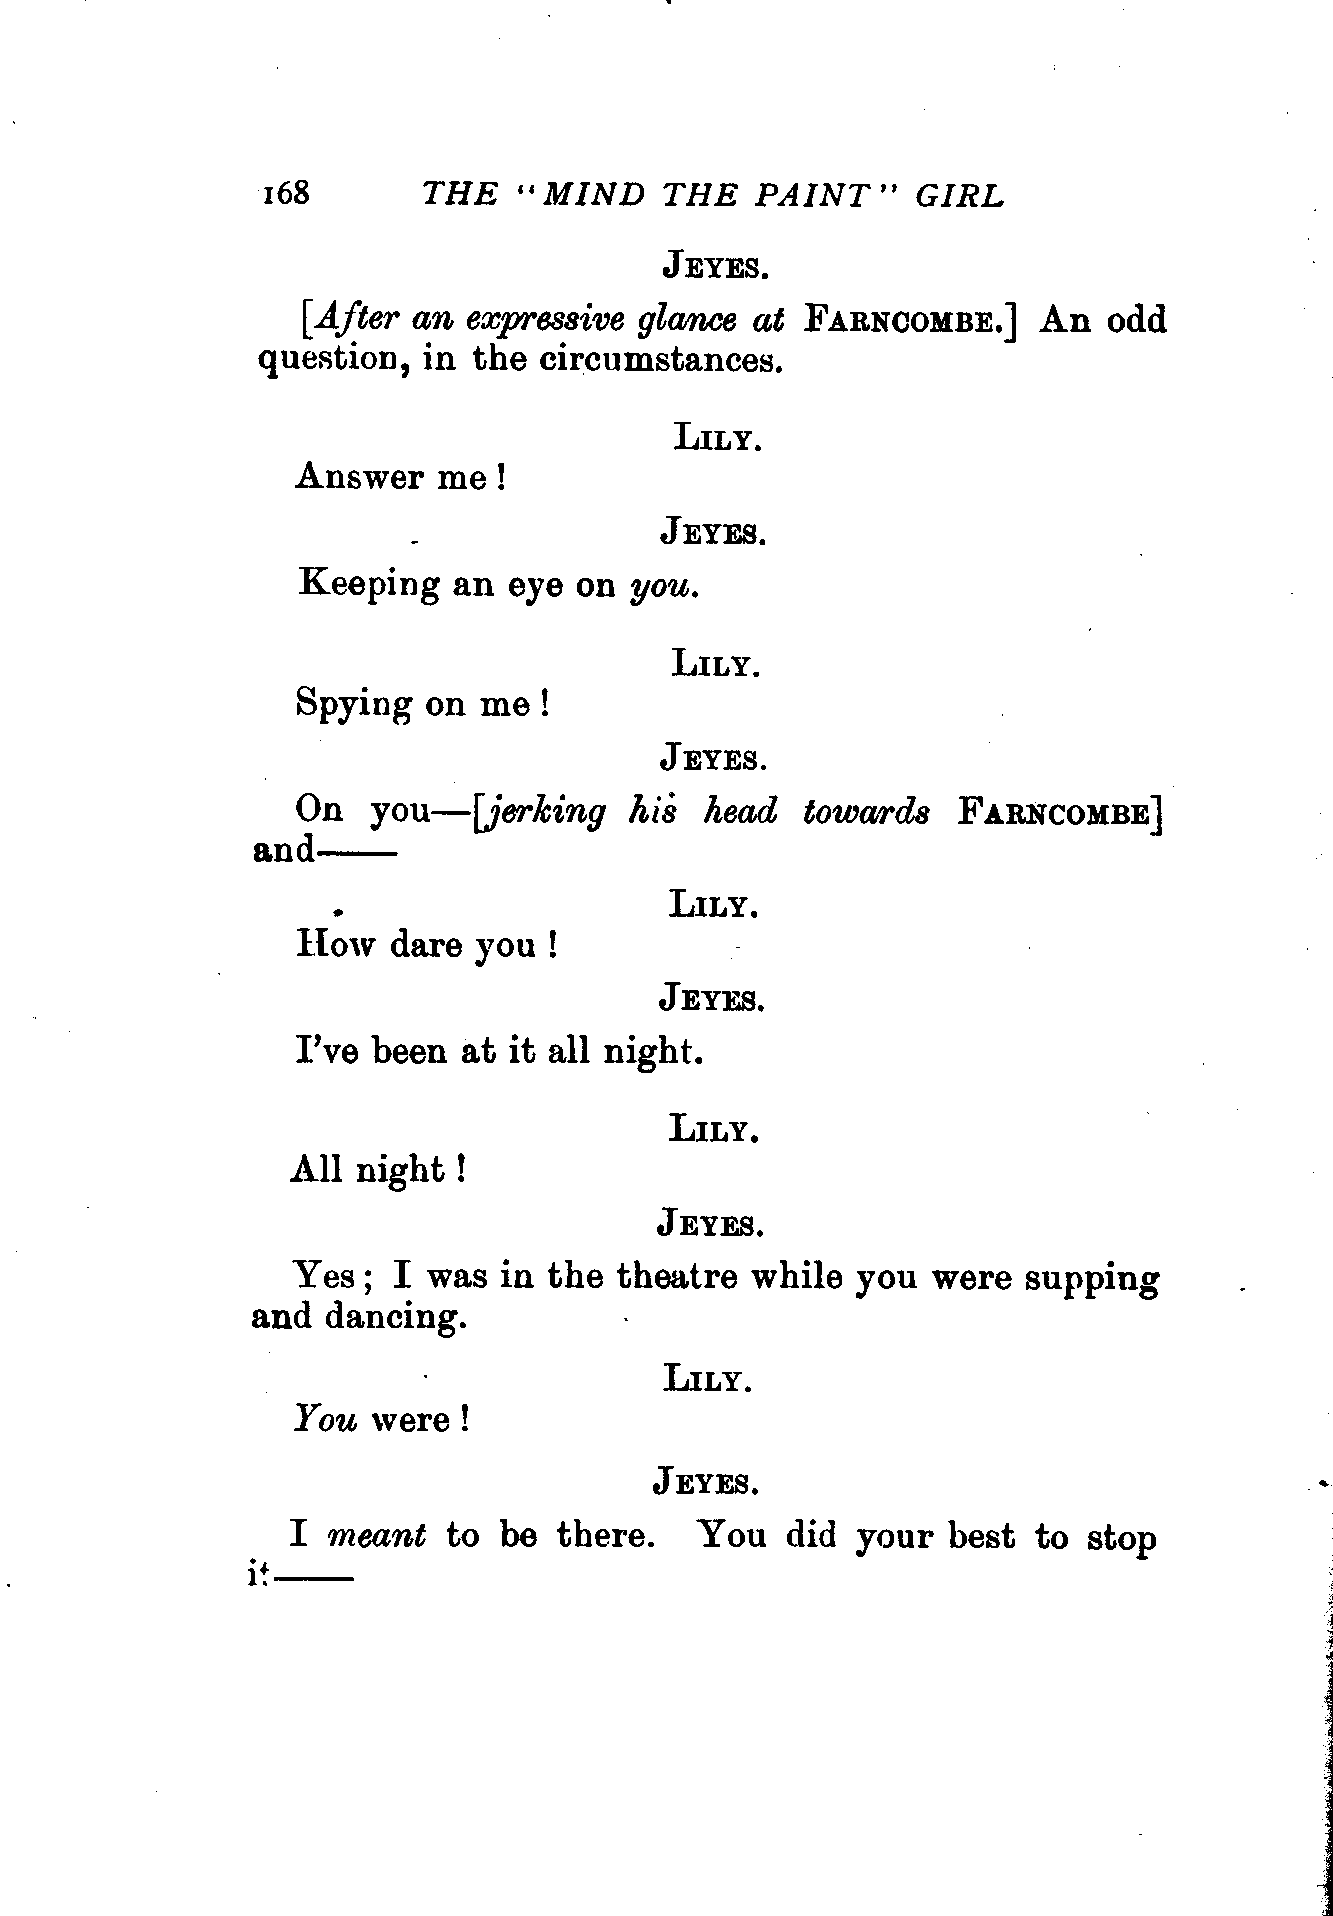 168 THE "MIND THE PAINT" GIRL
JEYES.
[After an expressive glance at FARNCOMBE.] An odd
question, in the circumstances.
LILY.
Answer me !
JEYES.
Keeping an eye on you.
LILY.
Spying on me !
JEYES.
On you—[jerking his head towards FARNCOMBE]
and——
LILY.
How dare you !
JEYES.
I've been at it all night.
LILY.
All night !
JEYES.
Yes ; I was in the theatre while you were supping
and dancing.
LILY.
You were !
JEYES.
I meant to be there. You did your best to stop
it——